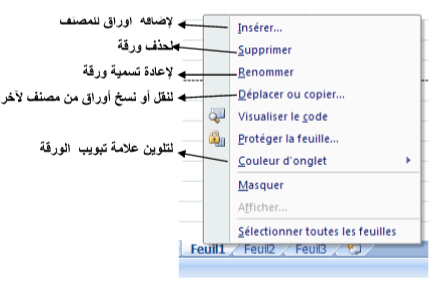 لإضافه اوراق للمصنف
Insérer...
لحذف ورقة
Supprimer
لإعادة تسمية ورقة
Renommer
لنقل أو نسخ أوراق من مصنف لآخر
Déplacer ou copier...
Visualiser le code
Protéger la feuille...
لتلوين علامة تبويب الورقة
Couleur d'onglet
Masquer
Afficher...
Sélectionner toutes les feuilles
Feuil1 Feuil2 Feuil3